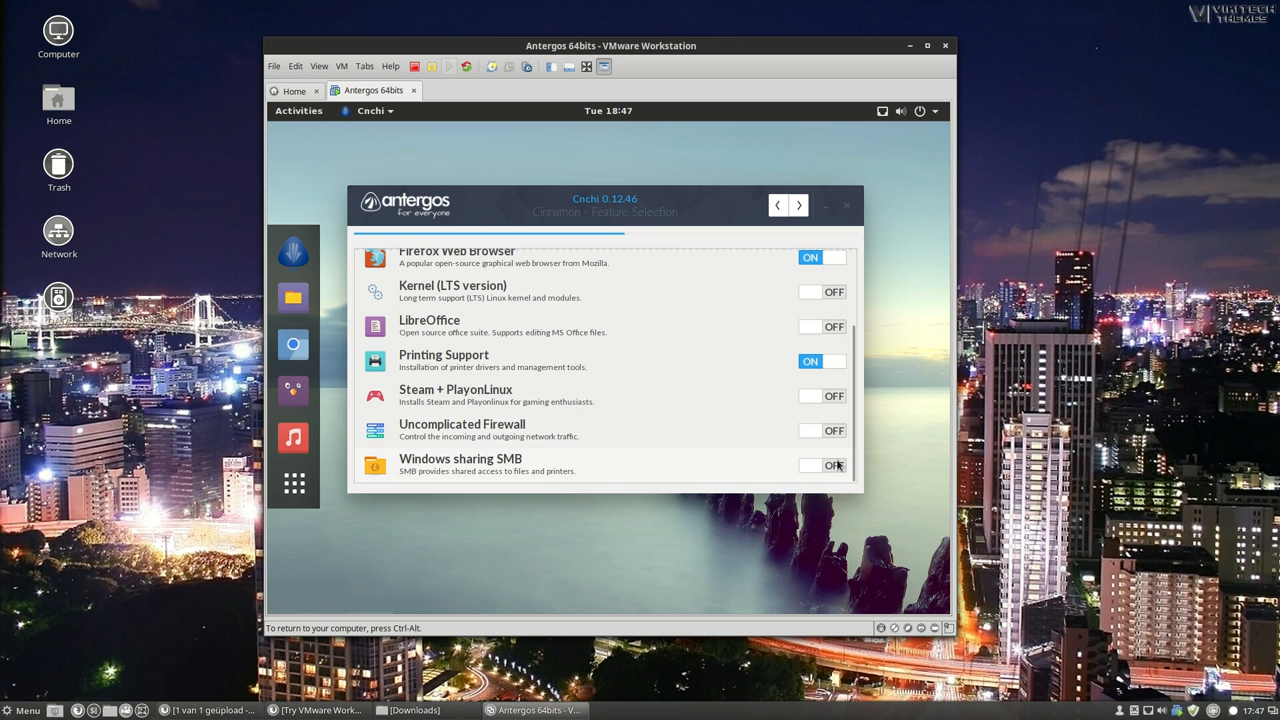 VIKITECH
THEMES
Computer
Home
Trash
Network
Antergos 64bits - VMware Workstation
File Edit View VM Tabs Help
Home
Antergos 64bits
Activities
Cnchi
Tue 18:47
antergos
for everyone
Cnchi 0.12.46
Cinnamon - Feature Selection
Firefox Web Browser
A popular open-source graphical web browser from Mozilla.
ON
Kernel (LTS version)
Long term support (LTS) Linux kernel and modules.
OFF
LibreOffice
Open source office suite. Supports editing MS Office files.
OFF
Printing Support
Installation of printer drivers and management tools.
ON
Steam + PlayonLinux
Installs Steam and Playonlinux for gaming enthusiasts.
OFF
Uncomplicated Firewall
Control the incoming and outgoing network traffic.
OFF
Windows sharing SMB
SMB provides shared access to files and printers.
OFF
To return to your computer, press Ctrl-Alt.
Menu
[1 van 1 geüpload -...
[Try VMware Work...
[Downloads]
Antergos 64bits - V...
17:47